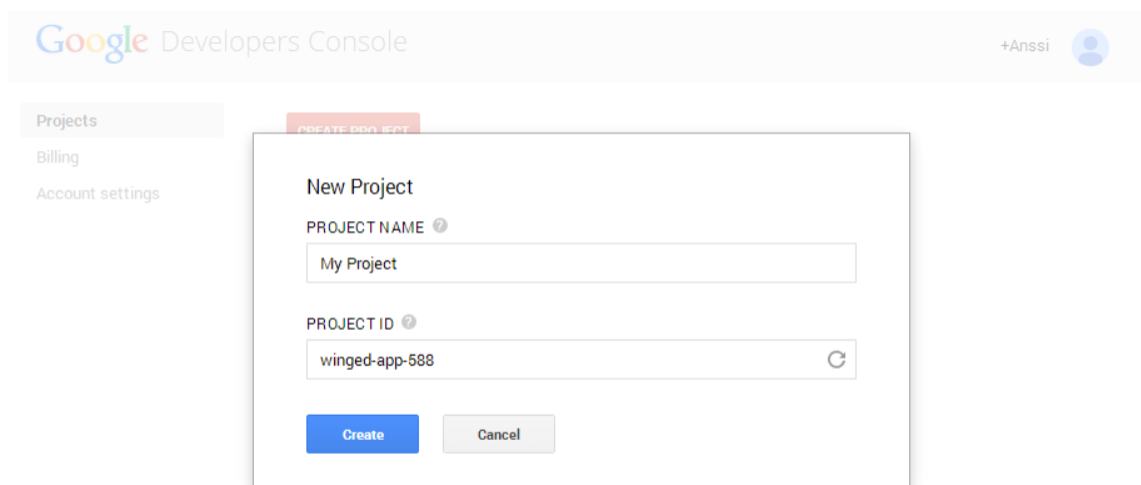 Google Developers Console
+Anssi
Projects
Billing
Account settings
CREATE PROJECT
New Project
PROJECT NAME ?
My Project
PROJECT ID ?
winged-app-588
Create
Cancel